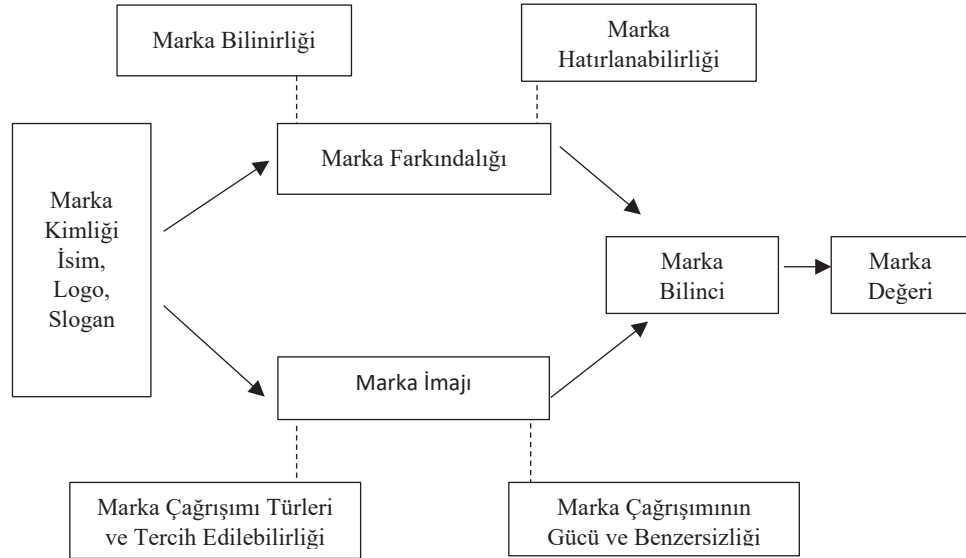 Marka Bilinirliği
Marka
Hatırlanabilirliği
Marka Farkındalığı
Marka
Kimliği
İsim,
Logo,
Slogan
Marka
Bilinci
Marka
Değeri
Marka İmajı
Marka Çağrışımı Türleri
ve Tercih Edilebilirliği
Marka Çağrışımının
Gücü ve Benzersizliği